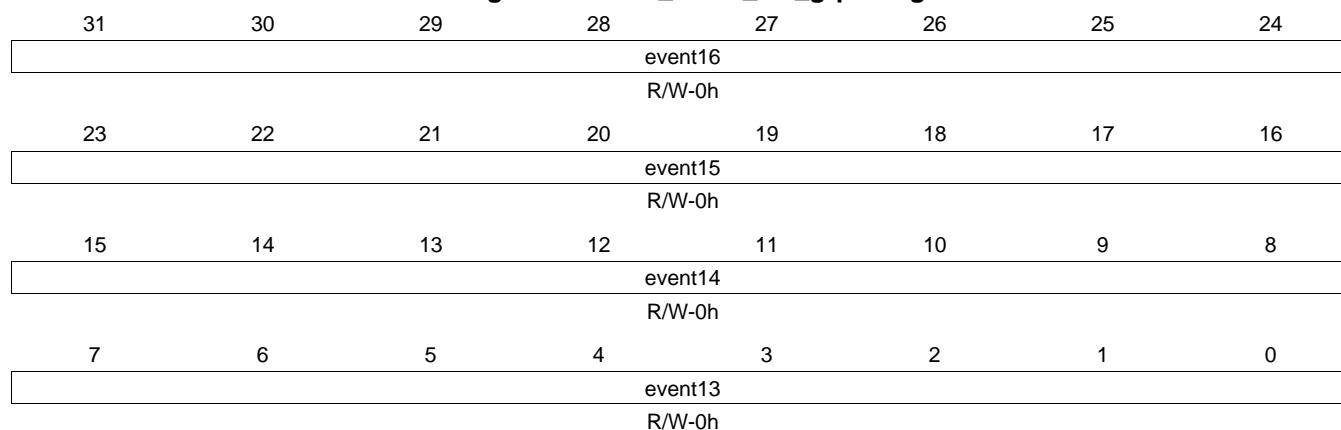 31 30 29 28 27 26 25 24
event16
R/W-0h
23 22 21 20 19 18 17 16
event15
R/W-0h
15 14 13 12 11 10 9 8
event14
R/W-0h
7 6 5 4 3 2 1 0
event13
R/W-0h